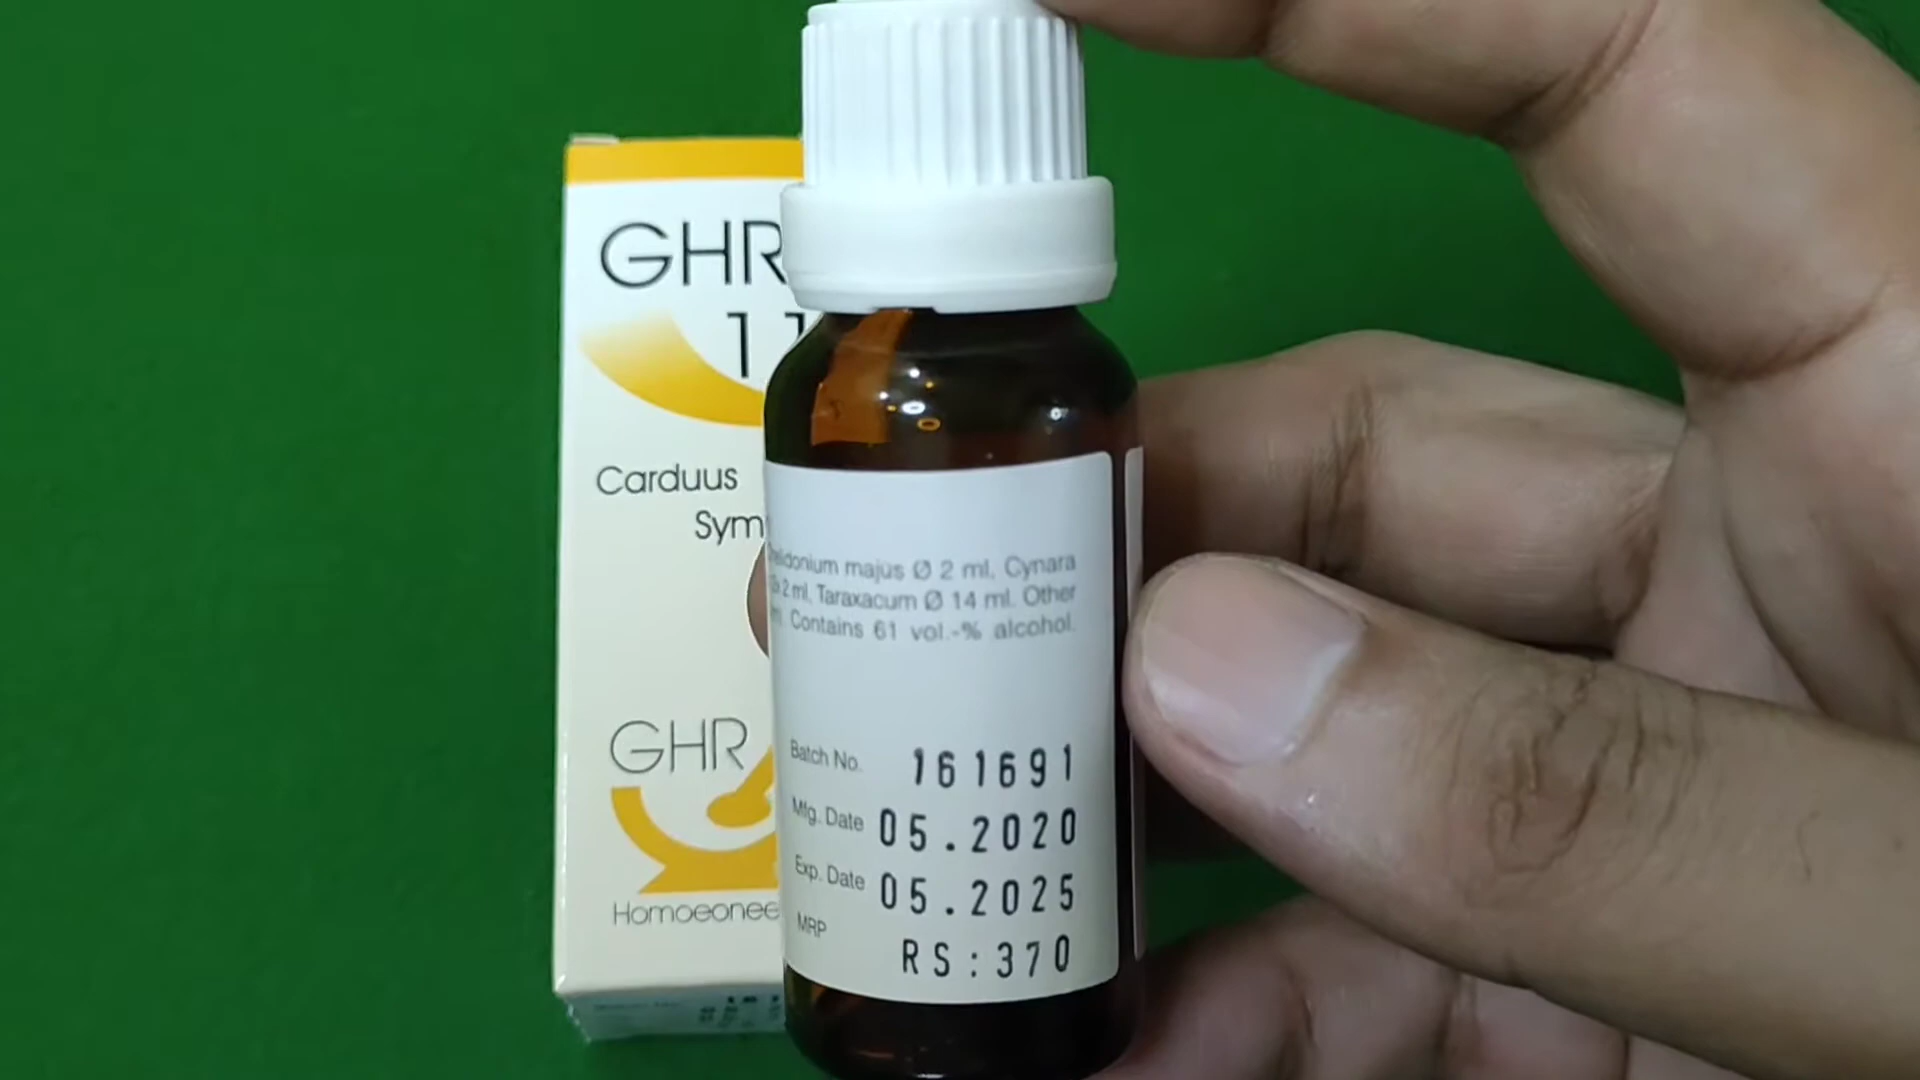 GHR
11
Carduus
Sym
GHR
Homoeonee
majus Ø 2 ml, Cynara
2 ml, Taraxacum Ø 14 ml. Other
Contains 61 vol.-% alcohol.
Batch No. 161691
Mfg. Date 05.2020
Exp. Date 05.2025
MRP RS:370